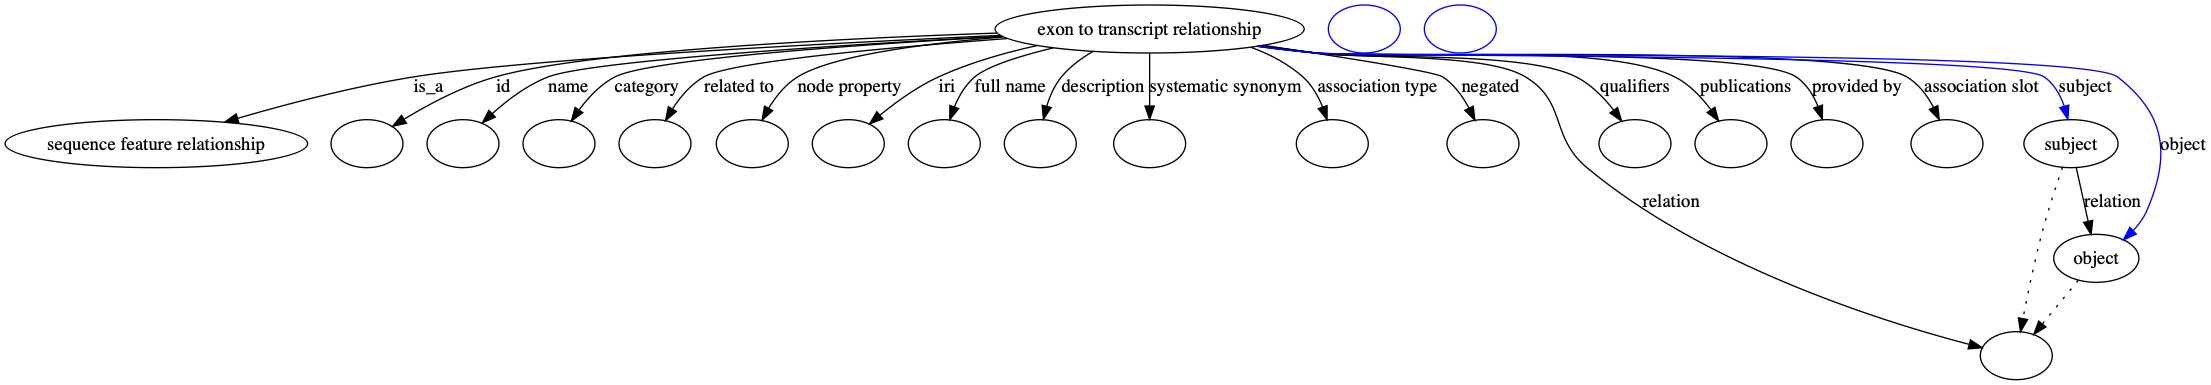 exon to transcript relationship
is_a
id
name
category
related to
node property
iri
full name
description
systematic synonym
association type
negated
qualifiers
publications
provided by
association slot
subject
sequence feature relationship
subject
object
relation
relation
object